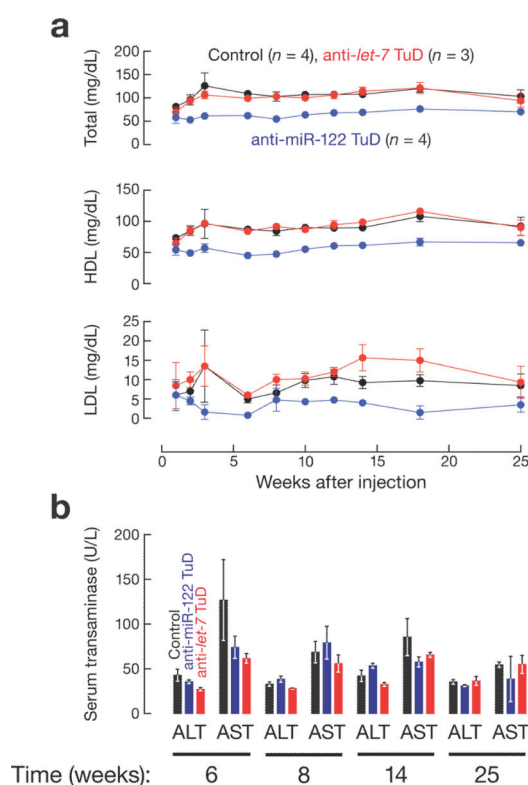 a
Control (n = 4), anti-let-7 TuD (n = 3)
anti-miR-122 TuD (n = 4)
Total (mg/dL)
200
150
100
50
0
HDL (mg/dL)
150
100
50
0
LDL (mg/dL)
25
20
15
10
5
0
0 5 10 15 20 25
Weeks after injection
b
Serum transaminase (U/L)
200
150
100
50
0
Control
anti-miR-122 TuD
anti-let-7 TuD
ALT AST ALT AST ALT AST ALT AST
Time (weeks): 6 8 14 25